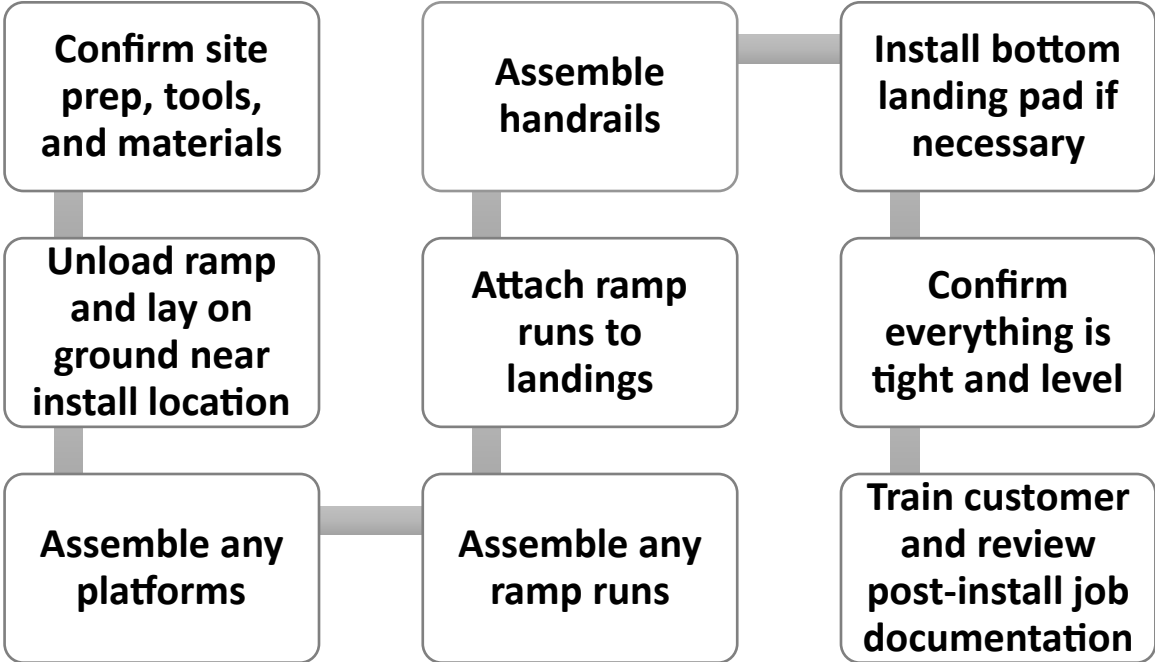 Confirm site
prep, tools,
and materials
Unload ramp
and lay on
ground near
install location
Assemble any
platforms
Assemble any
ramp runs
Attach ramp
runs to
landings
Assemble
handrails
Install bottom
landing pad if
necessary
Confirm
everything is
tight and level
Train customer
and review
post-install job
documentation